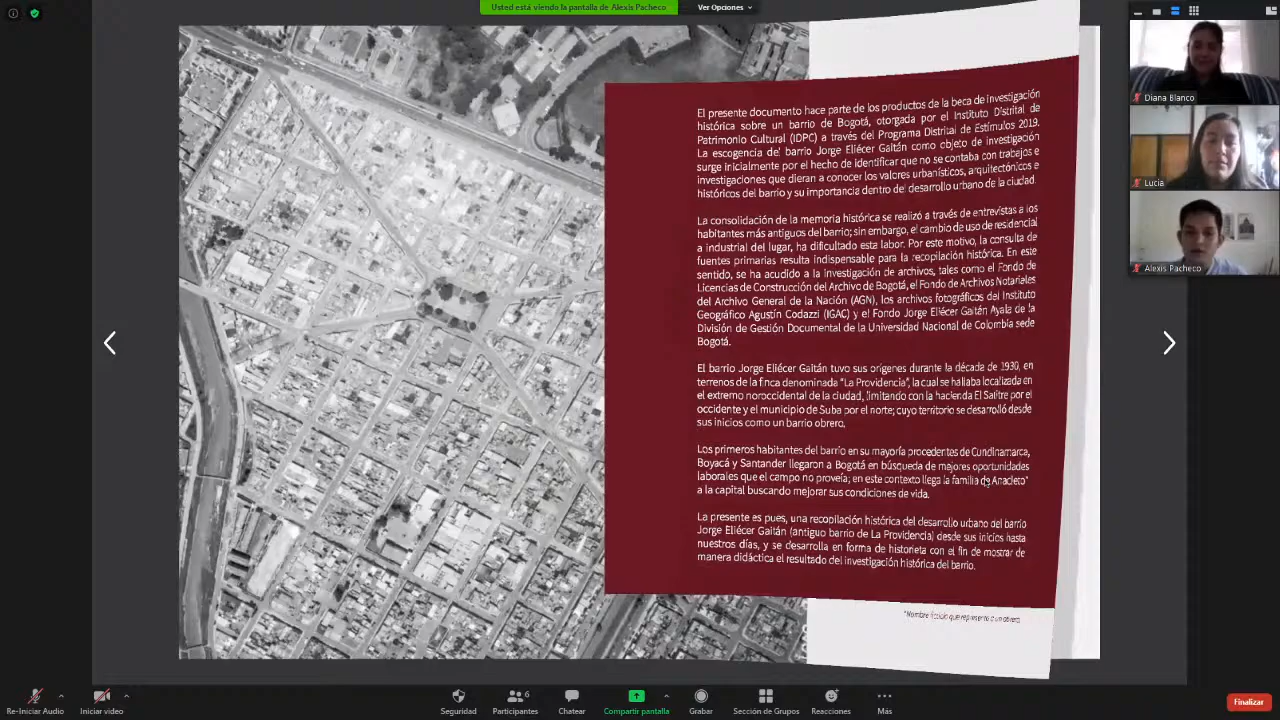 Usted está viendo la pantalla de Alexis Pacheco
Ver Opciones
Diana Blanco
Lucia
Alexis Pacheco
El presente documento hace parte de los productos de la beca de investigación
histórica sobre un barrio de Bogotá, otorgada por el Instituto Distrital de
Patrimonio Cultural (IDPC) a través del Programa Distrital de Estímulos 2019.
La escogencia del barrio Jorge Eliécer Gaitán como objeto de investigación
surge inicialmente por el hecho de identificar que no se contaba con trabajos e
investigaciones que dieran a conocer los valores urbanísticos, arquitectónicos e
históricos del barrio y su importancia dentro del desarrollo urbano de la ciudad.
La consolidación de la memoria histórica se realizó a través de entrevistas a los
habitantes más antiguos del barrio; sin embargo, el cambio de uso de residencial
a industrial del lugar, ha dificultado esta labor. Por este motivo, la consulta de
fuentes primarias resulta indispensable para la recopilación histórica. En este
sentido, se ha acudido a la investigación de archivos, tales como el Fondo de
Licencias de Construcción del Archivo de Bogotá, el Fondo de Archivos Notariales
del Archivo General de la Nación (AGN), los archivos fotográficos del Instituto
Geográfico Agustín Codazzi (IGAC) y el Fondo Jorge Eliécer Gaitán Ayala de la
División de Gestión Documental de la Universidad Nacional de Colombia sede
Bogotá.
El barrio Jorge Eliécer Gaitán tuvo sus orígenes durante la década de 1930, en
terrenos de la finca denominada "La Providencia", la cual se hallaba localizada en
el extremo noroccidental de la ciudad, limitando con la hacienda El Salitre por el
occidente y el municipio de Suba por el norte; cuyo territorio se desarrolló desde
sus inicios como un barrio obrero.
Los primeros habitantes del barrio en su mayoría procedentes de Cundinamarca,
Boyacá y Santander llegaron a Bogotá en búsqueda de mejores oportunidades
laborales que el campo no proveía; en este contexto llega la familia de Anacleto*
a la capital buscando mejorar sus condiciones de vida.
La presente es pues, una recopilación histórica del desarrollo urbano del barrio
Jorge Eliécer Gaitán (antiguo barrio de La Providencia) desde sus inicios hasta
nuestros días, y se desarrolla en forma de historieta con el fin de mostrar de
manera didáctica el resultado del investigación histórica del barrio.
*Nombre ficticio que representa a un obrero
Re-Iniciar Audio
Iniciar video
Seguridad
6
Participantes
Chatear
Compartir pantalla
Grabar
Sección de Grupos
Reacciones
Más
Finalizar